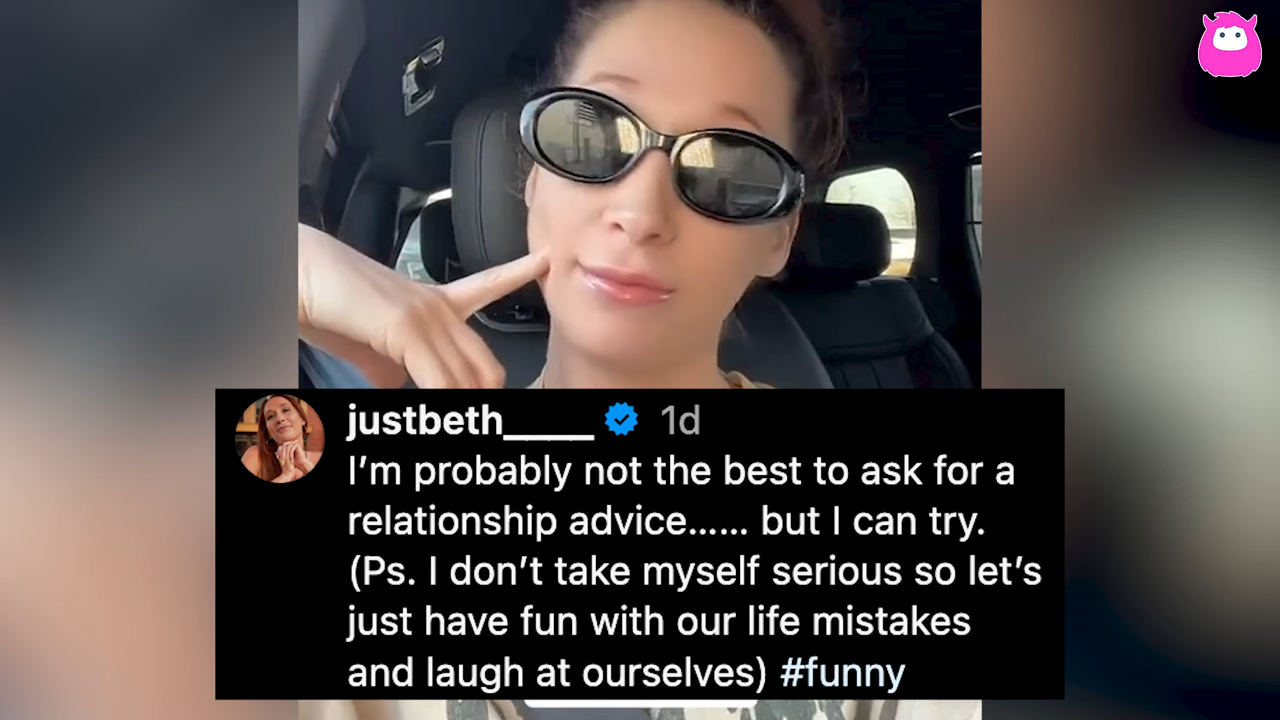 justbeth_____ 1d
I'm probably not the best to ask for a
relationship advice...... but I can try.
(Ps. I don't take myself serious so let's
just have fun with our life mistakes
and laugh at ourselves) #funny